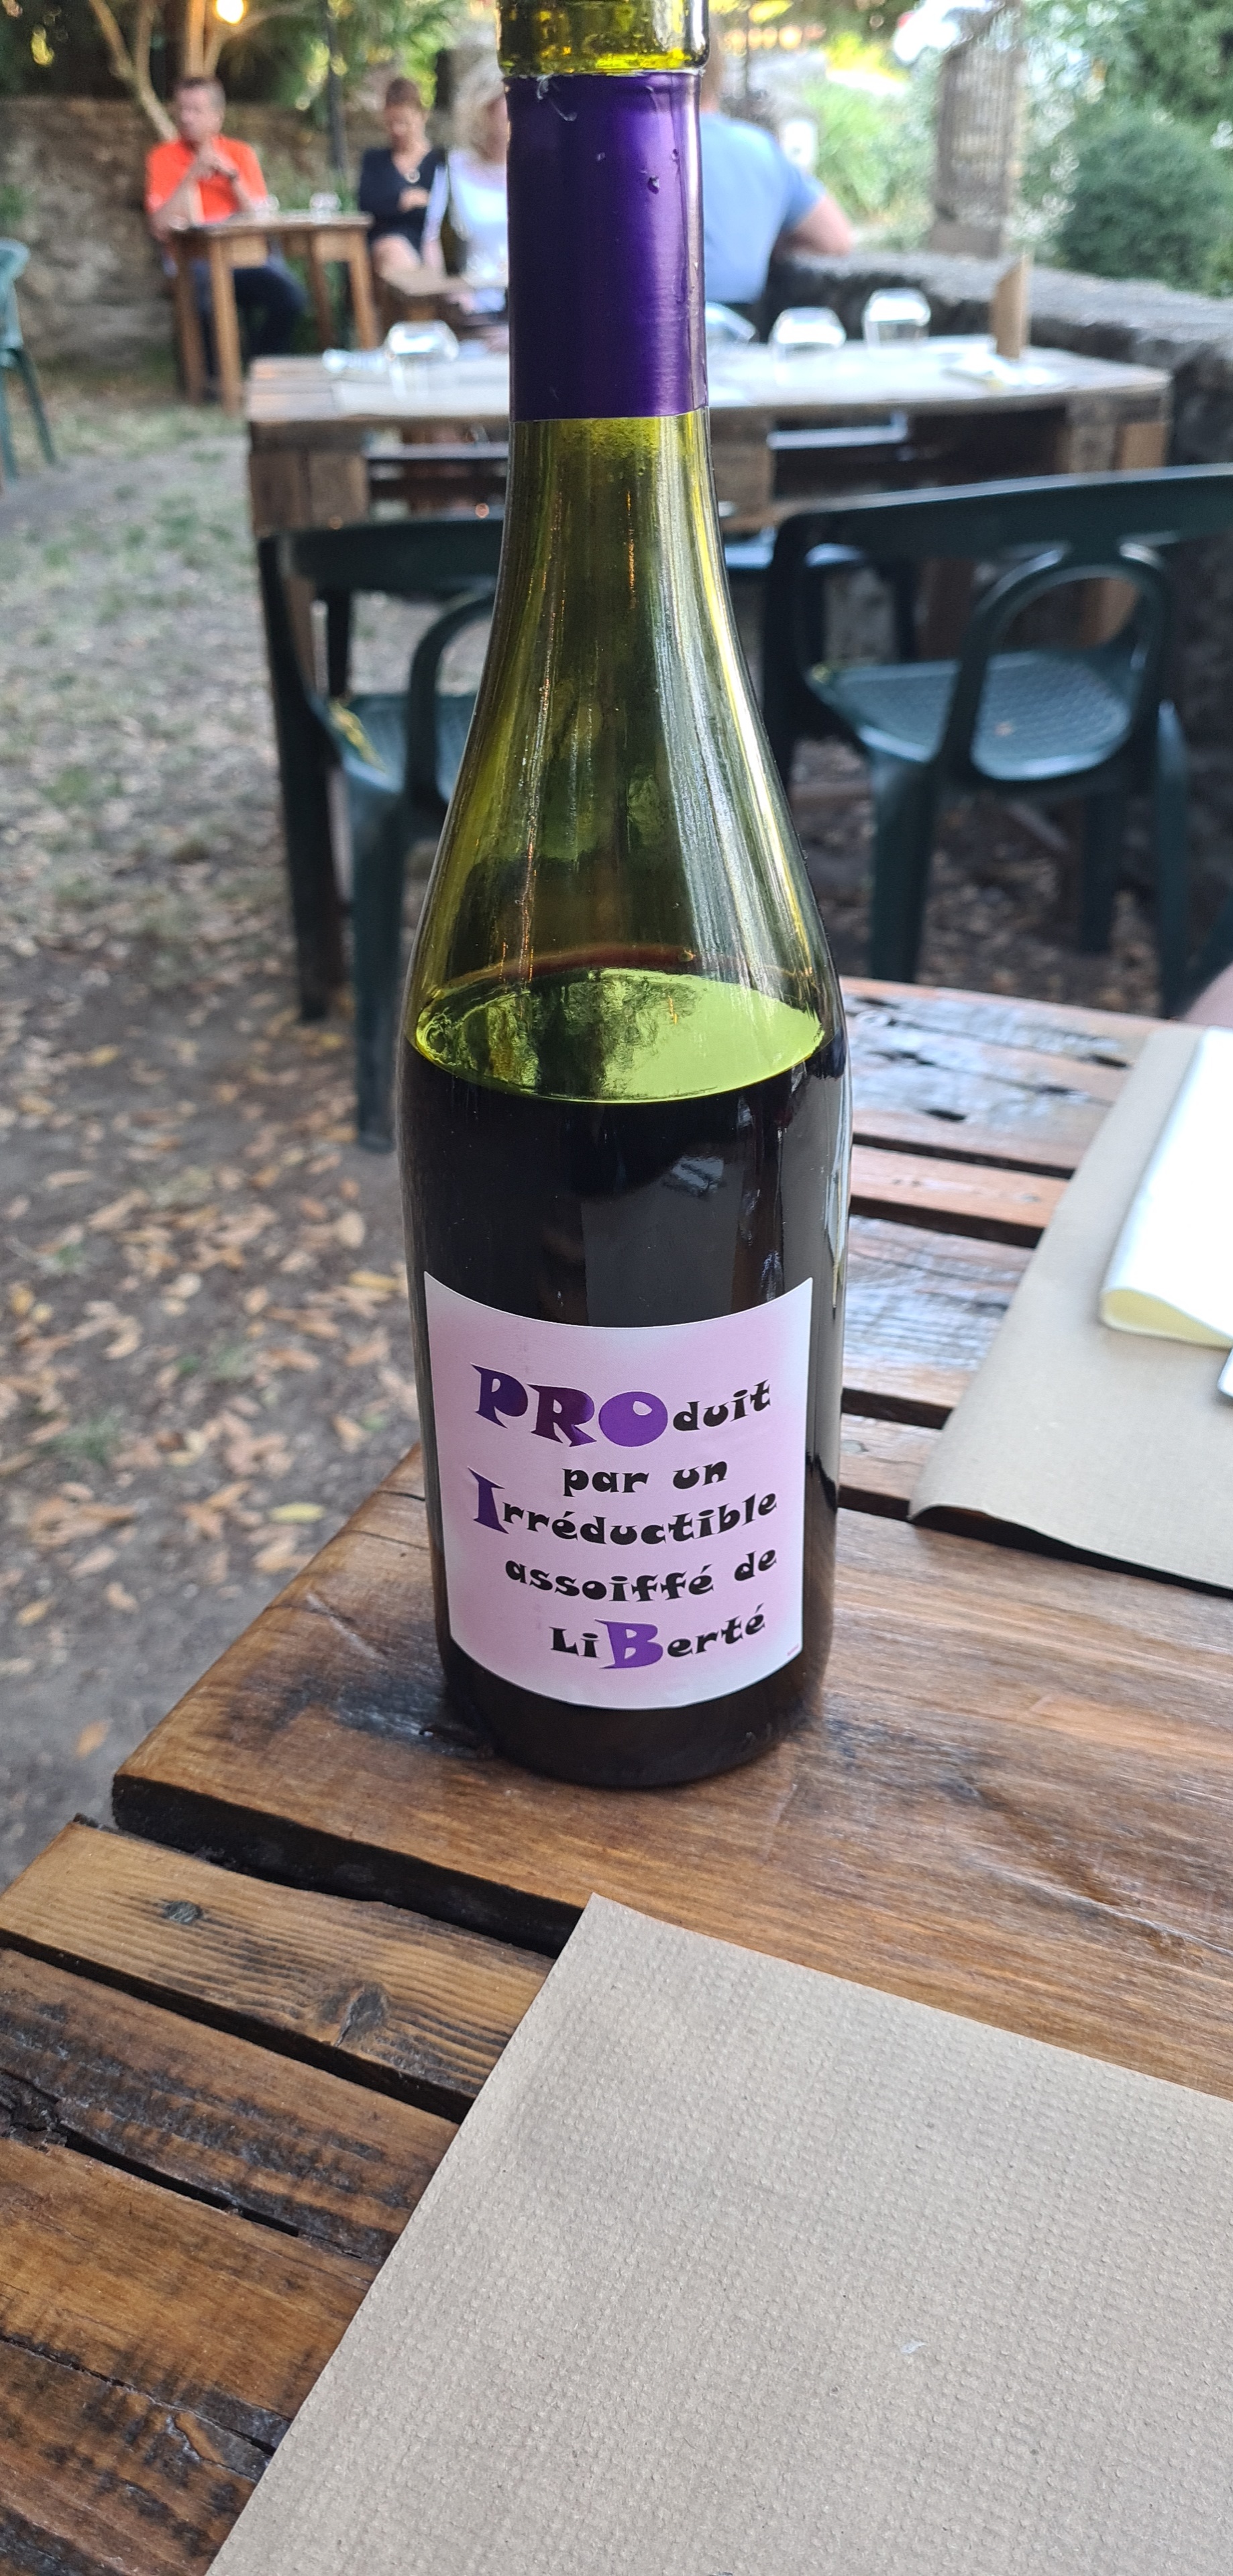 PROduit
par un
Irréductible
assoiffé de
LiBerté